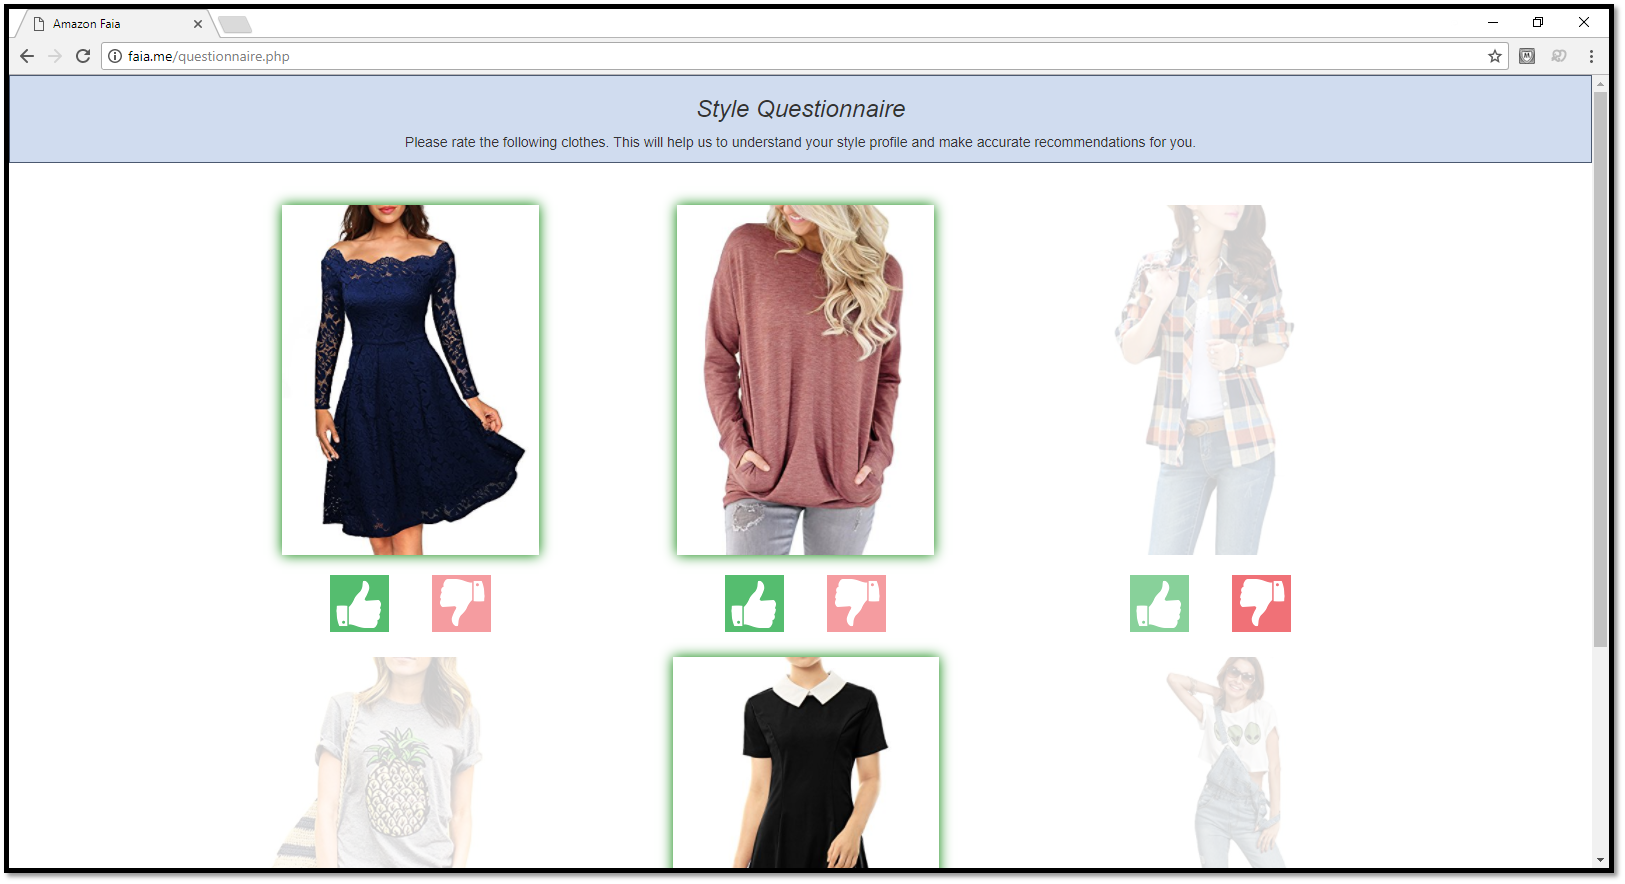 Amazon Faia
faia.me/questionnaire.php
Style Questionnaire
Please rate the following clothes. This will help us to understand your style profile and make accurate recommendations for you.